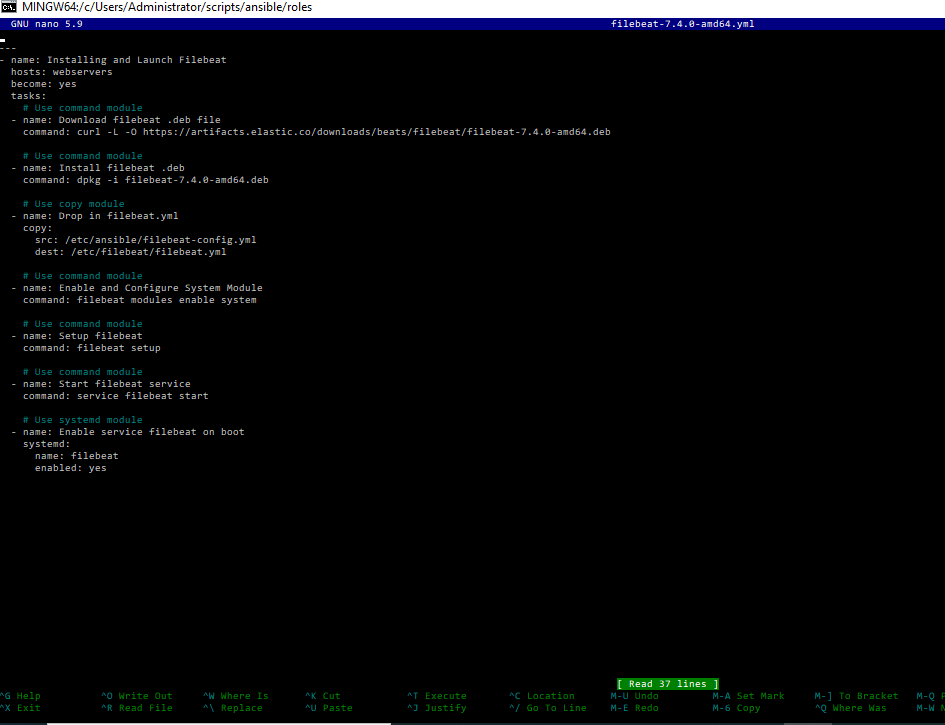 MINGW64:/c/Users/Administrator/scripts/ansible/roles
GNU nano 5.9 filebeat-7.4.0-amd64.yml
---
- name: Installing and Launch Filebeat
  hosts: webservers
  become: yes
  tasks:
    # Use command module
  - name: Download filebeat .deb file
    command: curl -L -O https://artifacts.elastic.co/downloads/beats/filebeat/filebeat-7.4.0-amd64.deb
    # Use command module
  - name: Install filebeat .deb
    command: dpkg -i filebeat-7.4.0-amd64.deb
    # Use copy module
  - name: Drop in filebeat.yml
    copy:
      src: /etc/ansible/filebeat-config.yml
      dest: /etc/filebeat/filebeat.yml
    # Use command module
  - name: Enable and Configure System Module
    command: filebeat modules enable system
    # Use command module
  - name: Setup filebeat
    command: filebeat setup
    # Use command module
  - name: Start filebeat service
    command: service filebeat start
    # Use systemd module
  - name: Enable service filebeat on boot
    systemd:
      name: filebeat
      enabled: yes
[ Read 37 lines ]
^G Help ^O Write Out ^W Where Is ^K Cut ^T Execute ^C Location M-U Undo M-A Set Mark M-] To Bracket M-Q
^X Exit ^R Read File ^\ Replace ^U Paste ^J Justify ^/ Go To Line M-E Redo M-6 Copy ^Q Where Was M-W